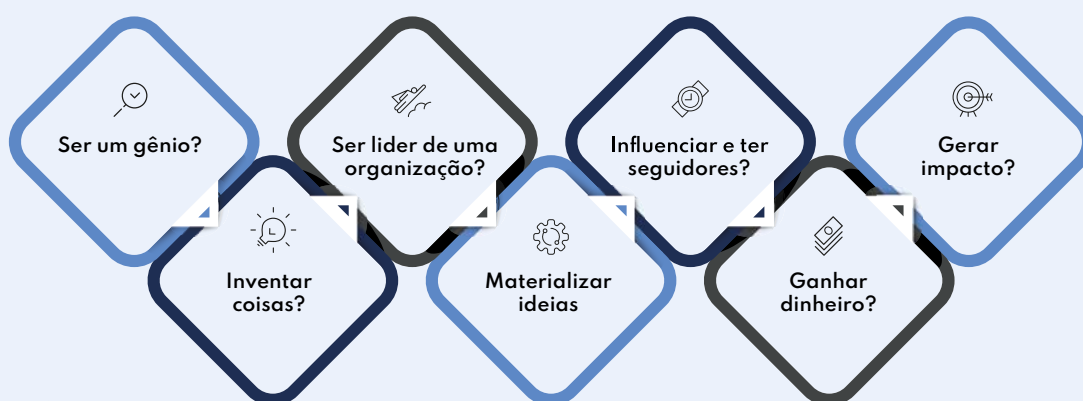 Ser um gênio?
Inventar
coisas?
Ser lider de uma
organização?
Materializar
ideias
Influenciar e ter
seguidores?
Ganhar
dinheiro?
Gerar
impacto?